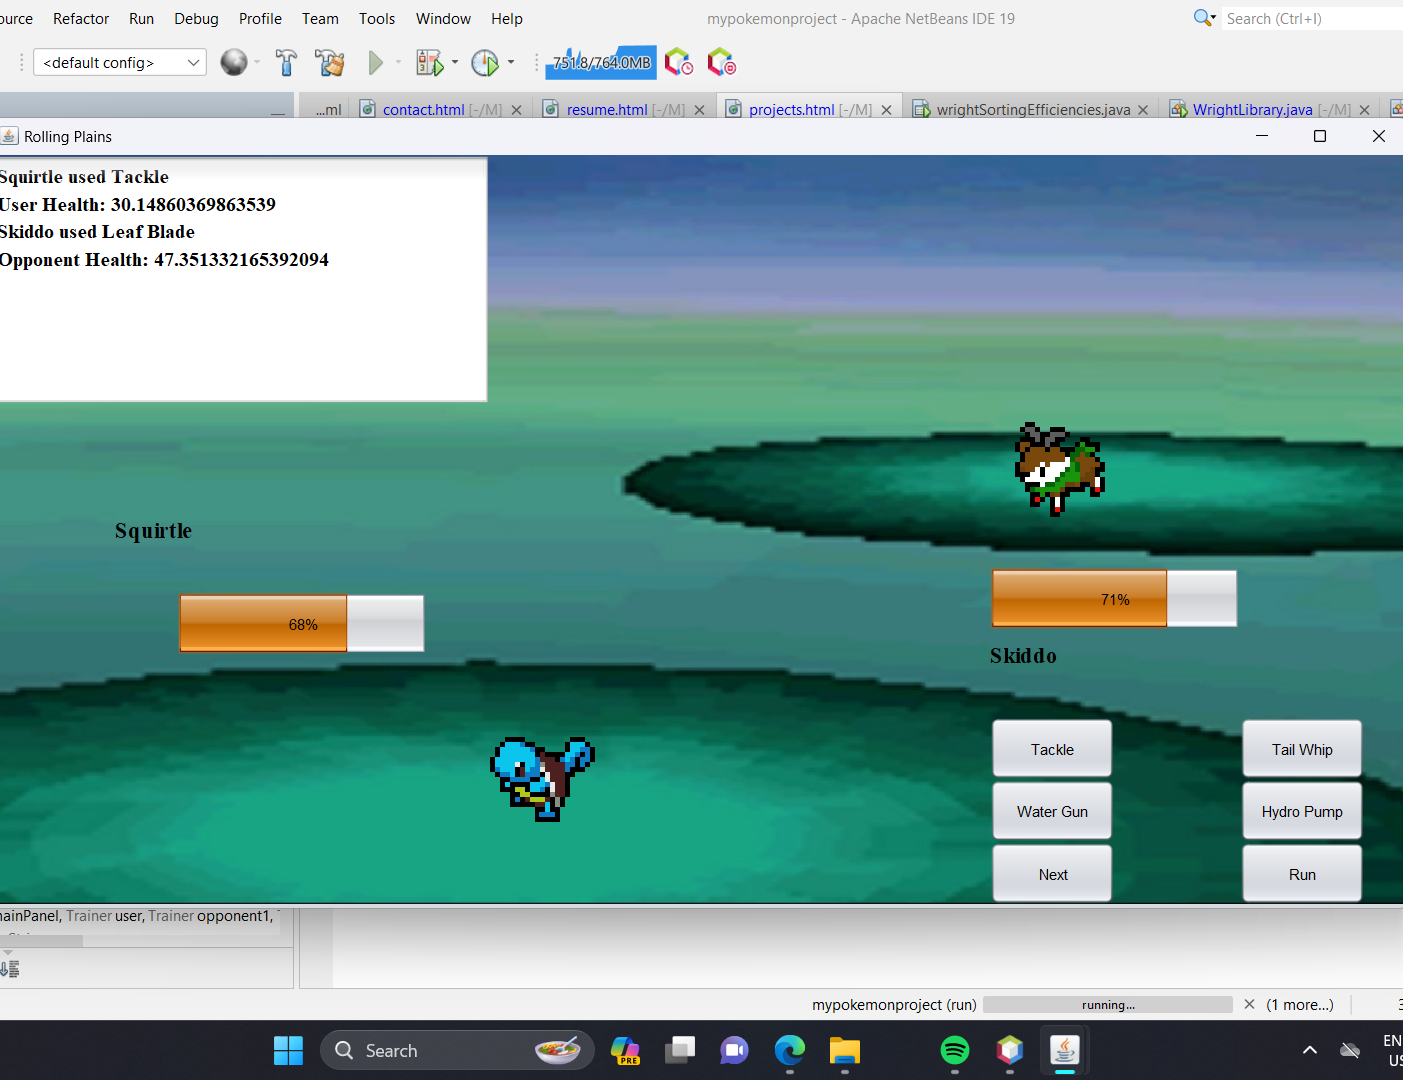 ource Refactor Run Debug Profile Team Tools Window Help mypokemonproject - Apache NetBeans IDE 19 Search (Ctrl+I)
<default config> 751.8/764.0MB
...ml contact.html [-/M] resume.html [-/M] projects.html [-/M] wrightSortingEfficiencies.java WrightLibrary.java [-/M]
Rolling Plains
Squirtle used Tackle
User Health: 30.14860369863539
Skiddo used Leaf Blade
Opponent Health: 47.351332165392094
Squirtle
68%
71%
Skiddo
Tackle Tail Whip
Water Gun Hydro Pump
Next Run
nainPanel, Trainer user, Trainer opponent1,
mypokemonproject (run) running... (1 more...)
Search PRE EN
US